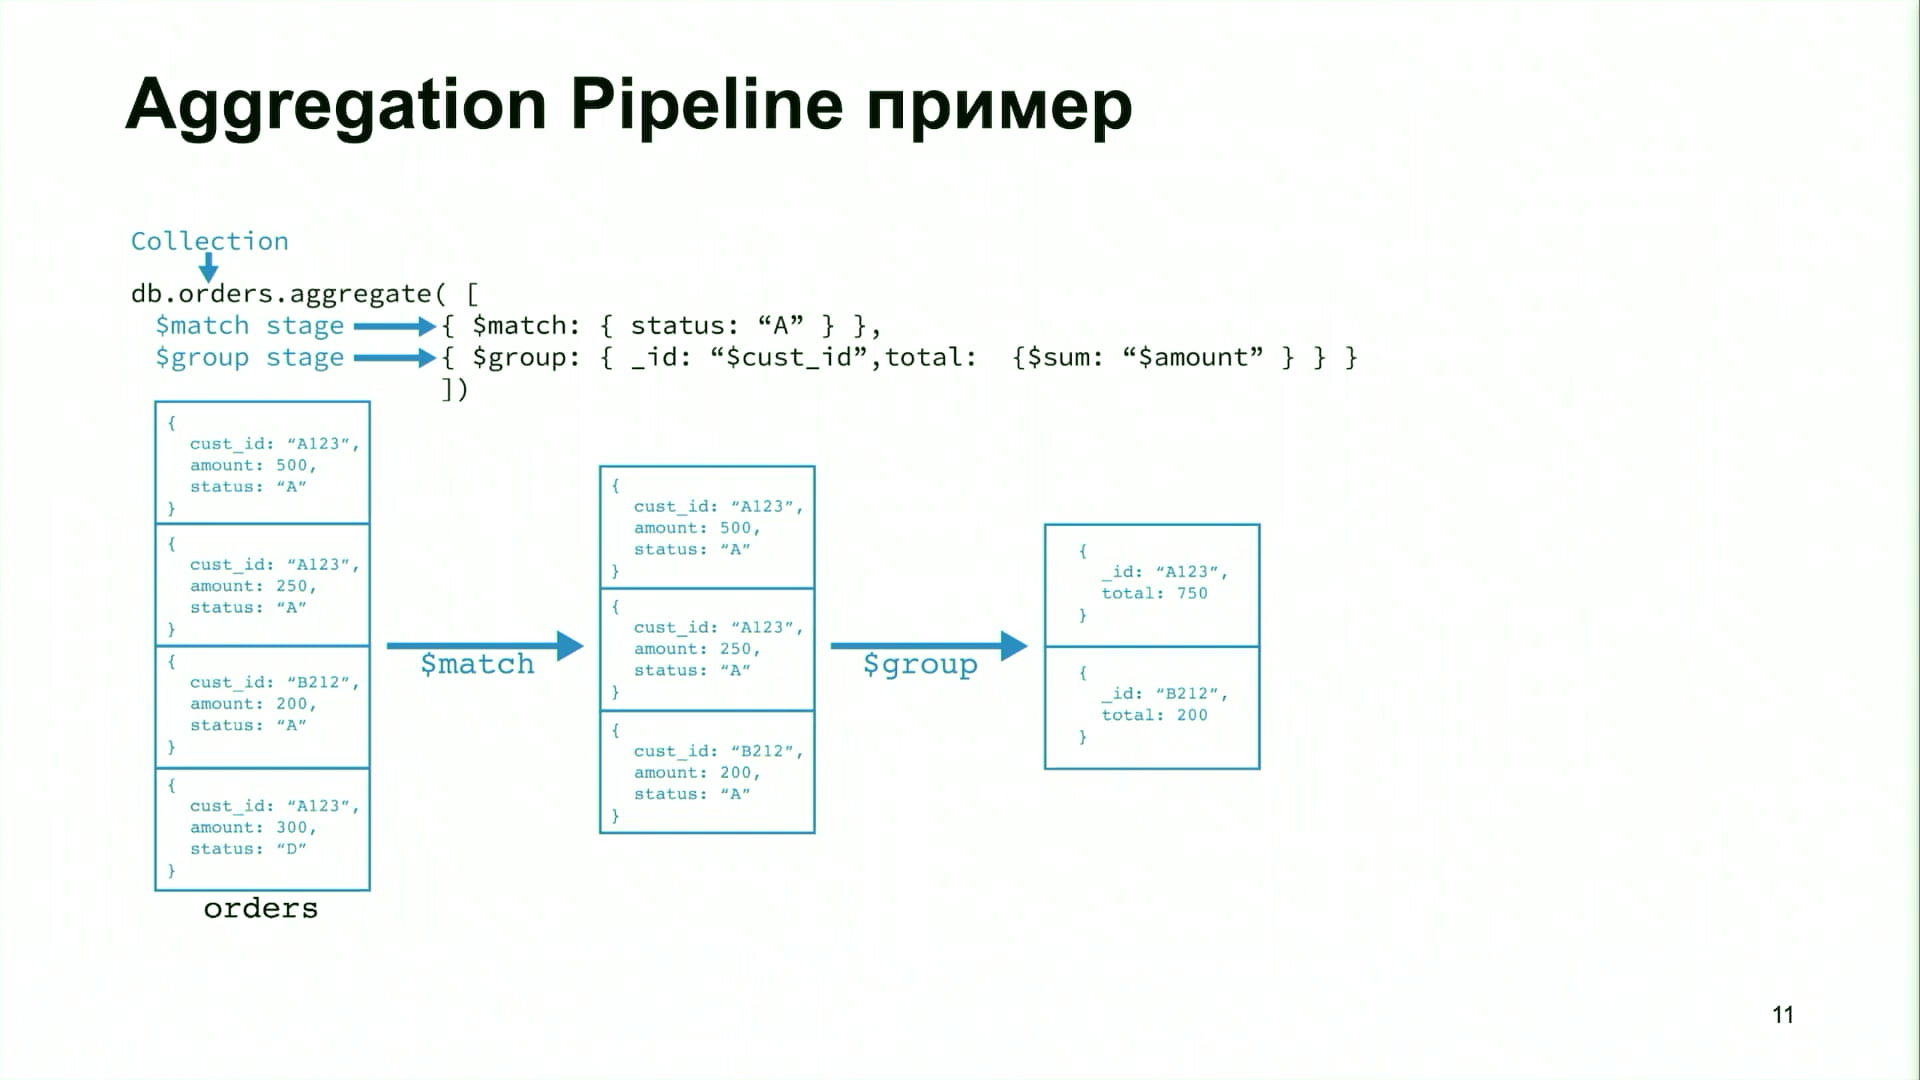 Aggregation Pipeline пример
Collection
db.orders.aggregate( [
$match stage { $match: { status: “A” } },
$group stage { $group: { _id: “$cust_id”,total: {$sum: “$amount” } } }
])
{
cust_id: “A123”,
amount: 500,
status: “A”
}
{
cust_id: “A123”,
amount: 250,
status: “A”
}
{
cust_id: “B212”,
amount: 200,
status: “A”
}
{
cust_id: “A123”,
amount: 300,
status: “D”
}
orders
$match
{
cust_id: “A123”,
amount: 500,
status: “A”
}
{
cust_id: “A123”,
amount: 250,
status: “A”
}
{
cust_id: “B212”,
amount: 200,
status: “A”
}
$group
{
_id: “A123”,
total: 750
}
{
_id: “B212”,
total: 200
}
11